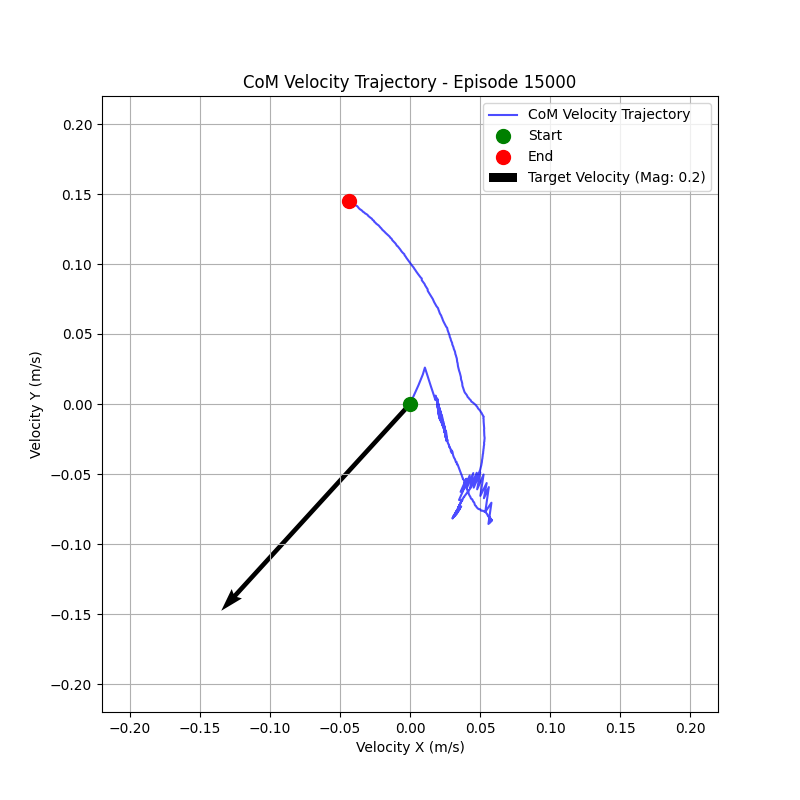 CoM Velocity Trajectory - Episode 15000
CoM Velocity Trajectory
Start
End
Target Velocity (Mag: 0.2)
0.20
0.15
0.10
0.05
0.00
−0.05
−0.10
−0.15
−0.20
Velocity Y (m/s)
−0.20 −0.15 −0.10 −0.05 0.00 0.05 0.10 0.15 0.20
Velocity X (m/s)